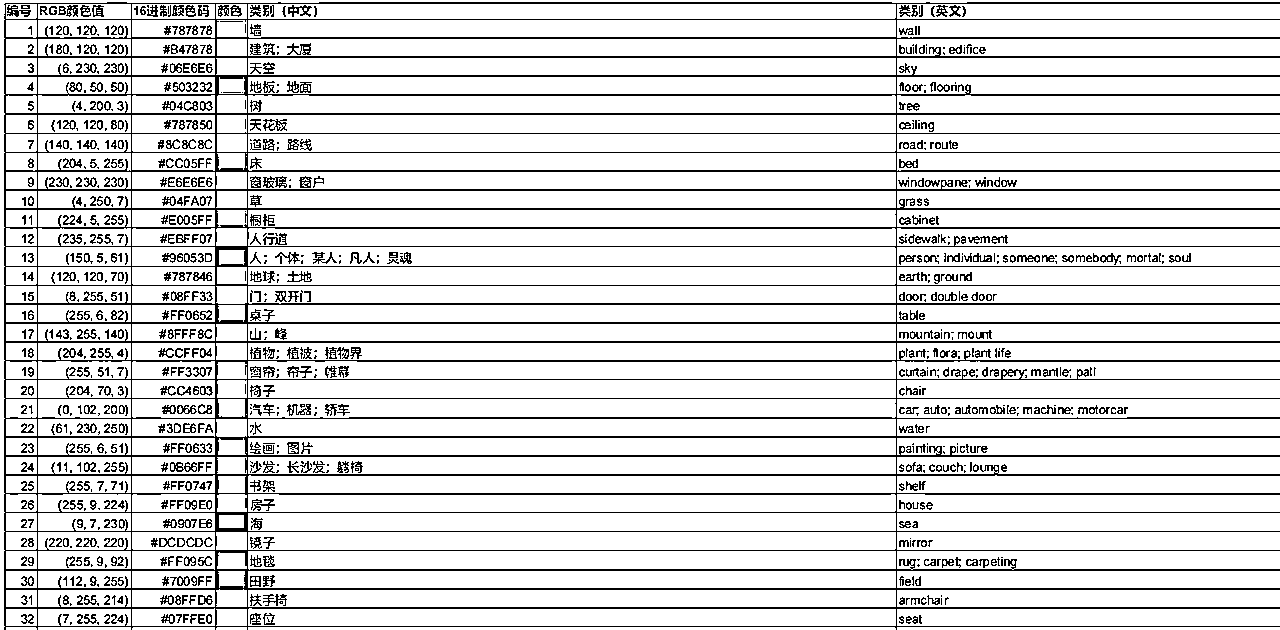 编号 RGB颜色值 16进制颜色码 颜色 类别（中文） 类别（英文）
1 (120, 120, 120) #787878 墙 wall
2 (180, 120, 120) #B47878 建筑；大厦 building; edifice
3 (6, 230, 230) #06E6E6 天空 sky
4 (80, 50, 50) #503232 地板；地面 floor; flooring
5 (4, 200, 3) #04C803 树 tree
6 (120, 120, 80) #787850 天花板 ceiling
7 (140, 140, 140) #8C8C8C 道路；路线 road; route
8 (204, 5, 255) #CC05FF 床 bed
9 (230, 230, 230) #E6E6E6 窗玻璃；窗户 windowpane; window
10 (4, 250, 7) #04FA07 草 grass
11 (224, 5, 255) #E005FF 橱柜 cabinet
12 (235, 255, 7) #EBFF07 人行道 sidewalk; pavement
13 (150, 5, 61) #96053D 人；个体；某人；凡人；灵魂 person; individual; someone; somebody; mortal; soul
14 (120, 120, 70) #787846 地球；土地 earth; ground
15 (8, 255, 51) #08FF33 门；双开门 door; double door
16 (255, 6, 82) #FF0652 桌子 table
17 (143, 255, 140) #8FFF8C 山；峰 mountain; mount
18 (204, 255, 4) #CCFF04 植物；植被；植物界 plant; flora; plant life
19 (255, 51, 7) #FF3307 窗帘；帘子；帷幕 curtain; drape; drapery; mantle; pall
20 (204, 70, 3) #CC4603 椅子 chair
21 (0, 102, 200) #0066C8 汽车；机器；轿车 car; auto; automobile; machine; motorcar
22 (61, 230, 250) #3DE6FA 水 water
23 (255, 6, 51) #FF0633 绘画；图片 painting; picture
24 (11, 102, 255) #0B66FF 沙发；长沙发；躺椅 sofa; couch; lounge
25 (255, 7, 71) #FF0747 书架 shelf
26 (255, 9, 224) #FF09E0 房子 house
27 (9, 7, 230) #0907E6 海 sea
28 (220, 220, 220) #DCDCDC 镜子 mirror
29 (255, 9, 92) #FF095C 地毯 rug; carpet; carpeting
30 (112, 9, 255) #7009FF 田野 field
31 (8, 255, 214) #08FFD6 扶手椅 armchair
32 (7, 255, 224) #07FFE0 座位 seat